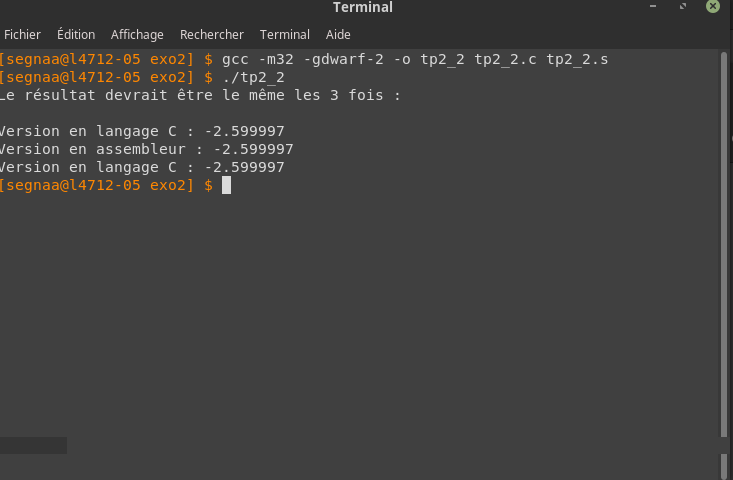 Terminal
Fichier Édition Affichage Rechercher Terminal Aide
[segnaa@l4712-05 exo2] $ gcc -m32 -gdwarf-2 -o tp2_2 tp2_2.c tp2_2.s
[segnaa@l4712-05 exo2] $ ./tp2_2
Le résultat devrait être le même les 3 fois :
Version en langage C : -2.599997
Version en assembleur : -2.599997
Version en langage C : -2.599997
[segnaa@l4712-05 exo2] $